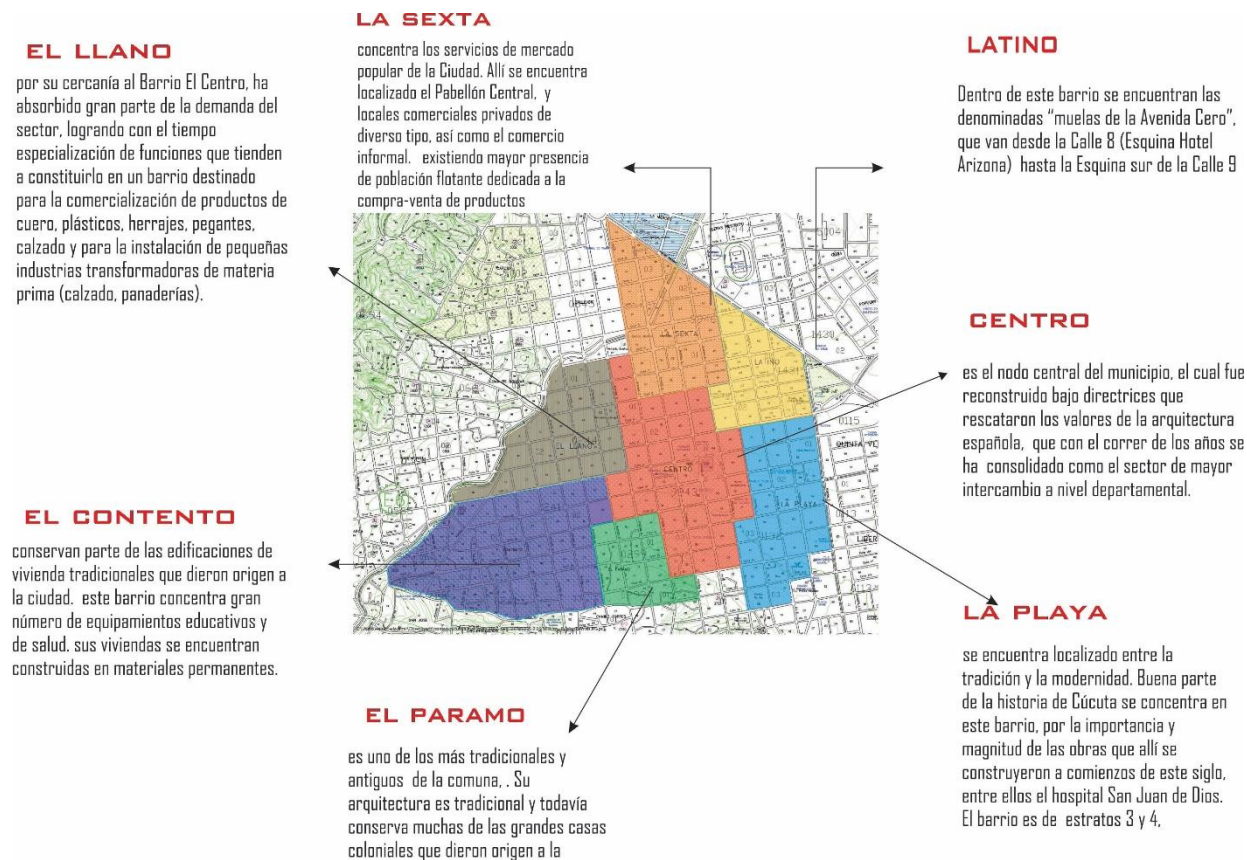 EL LLANO
por su cercanía al Barrio El Centro, ha
absorbido gran parte de la demanda del
sector, logrando con el tiempo
especialización de funciones que tienden
a constituirlo en un barrio destinado
para la comercialización de productos de
cuero, plásticos, herrajes, pegantes,
calzado y para la instalación de pequeñas
industrias transformadoras de materia
prima (calzado, panaderías).
LA SEXTA
concentra los servicios de mercado
popular de la Ciudad. Allí se encuentra
localizado el Pabellón Central, y
locales comerciales privados de
diverso tipo, así como el comercio
informal. existiendo mayor presencia
de población flotante dedicada a la
compra-venta de productos
LATINO
Dentro de este barrio se encuentran las
denominadas “muelas de la Avenida Cero”,
que van desde la Calle 8 (Esquina Hotel
Arizona) hasta la Esquina sur de la Calle 9
CENTRO
es el nodo central del municipio, el cual fue
reconstruido bajo directrices que
rescataron los valores de la arquitectura
española, que con el correr de los años se
ha consolidado como el sector de mayor
intercambio a nivel departamental.
EL CONTENTO
conservan parte de las edificaciones de
vivienda tradicionales que dieron origen a
la ciudad. este barrio concentra gran
número de equipamientos educativos y
de salud. sus viviendas se encuentran
construidas en materiales permanentes.
EL PARAMO
es uno de los más tradicionales y
antiguos de la comuna, . Su
arquitectura es tradicional y todavía
conserva muchas de las grandes casas
coloniales que dieron origen a la
LA PLAYA
se encuentra localizado entre la
tradición y la modernidad. Buena parte
de la historia de Cúcuta se concentra en
este barrio, por la importancia y
magnitud de las obras que allí se
construyeron a comienzos de este siglo,
entre ellos el hospital San Juan de Dios.
El barrio es de estratos 3 y 4,
SEXTA
LATINO
EL LLANO
CENTRO
LA PLAYA
0115
QUINTA VE